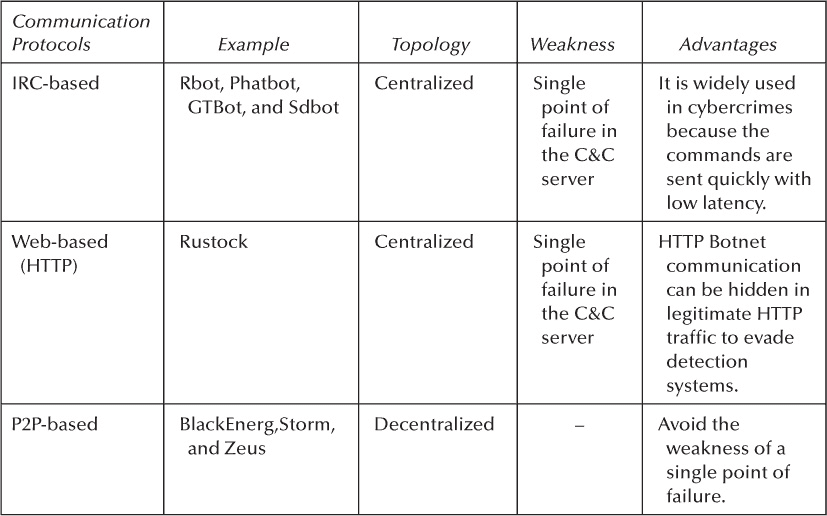 Communication
Protocols
Example
Topology
Weakness
Advantages
IRC-based
Rbot, Phatbot,
GTBot, and Sdbot
Centralized
Single
point of
failure in
the C&C
server
It is widely used
in cybercrimes
because the
commands are
sent quickly with
low latency.
Web-based
(HTTP)
Rustock
Centralized
Single
point of
failure in
the C&C
server
HTTP Botnet
communication
can be hidden in
legitimate HTTP
traffic to evade
detection
systems.
P2P-based
BlackEnerg,Storm,
and Zeus
Decentralized
–
Avoid the
weakness of a
single point of
failure.